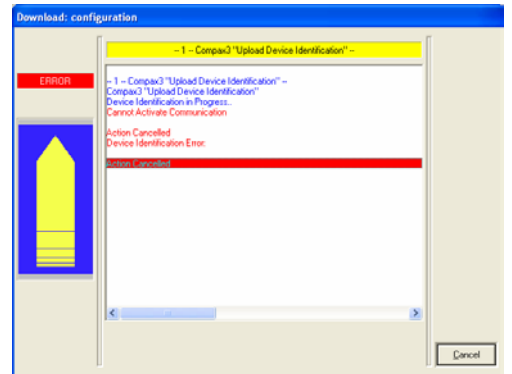 Download: configuration
-- 1 -- Compax3 "Upload Device Identification" --
ERROR
-- 1 -- Compax3 "Upload Device Identification" --
Compax3 "Upload Device Identification"
Device Identification in Progress..
Cannot Activate Communication
Action Cancelled
Device Identification Error:
Action Cancelled
Cancel